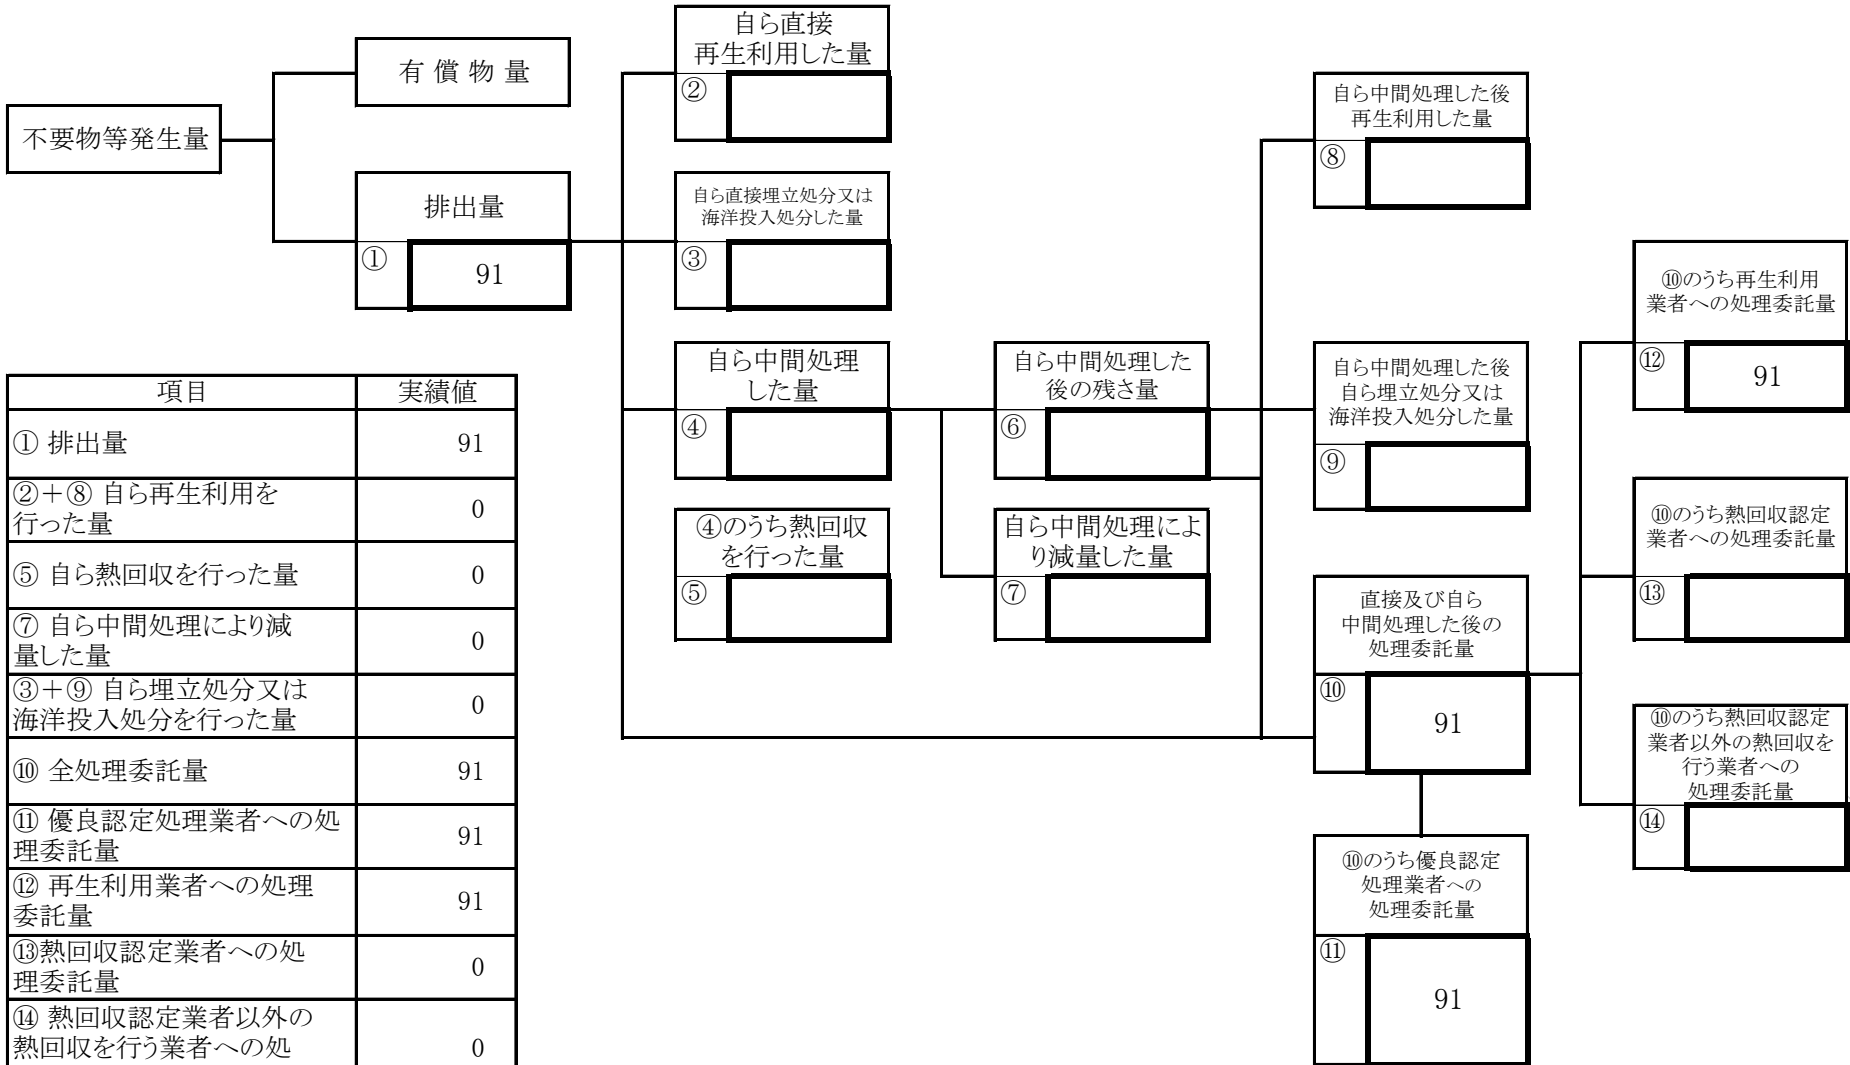 不要物等発生量
有 償 物 量
排出量
①
91
自ら直接
再生利用した量
②
自ら直接埋立処分又は
海洋投入処分した量
③
自ら中間処理
した量
④
④のうち熱回収
を行った量
⑤
自ら中間処理した
後の残さ量
⑥
自ら中間処理によ
り減量した量
⑦
自ら中間処理した後
再生利用した量
⑧
自ら中間処理した後
自ら埋立処分又は
海洋投入処分した量
⑨
直接及び自ら
中間処理した後の
処理委託量
⑩
91
⑩のうち優良認定
処理業者への
処理委託量
⑪
91
⑩のうち再生利用
業者への処理委託量
⑫
91
⑩のうち熱回収認定
業者への処理委託量
⑬
⑩のうち熱回収認定
業者以外の熱回収を
行う業者への
処理委託量
⑭
項目 実績値
① 排出量 91
②＋⑧ 自ら再生利用を
行った量 0
⑤ 自ら熱回収を行った量 0
⑦ 自ら中間処理により減
量した量 0
③＋⑨ 自ら埋立処分又は
海洋投入処分を行った量 0
⑩ 全処理委託量 91
⑪ 優良認定処理業者への処
理委託量 91
⑫ 再生利用業者への処理
委託量 91
⑬熱回収認定業者への処
理委託量 0
⑭ 熱回収認定業者以外の
熱回収を行う業者への処 0